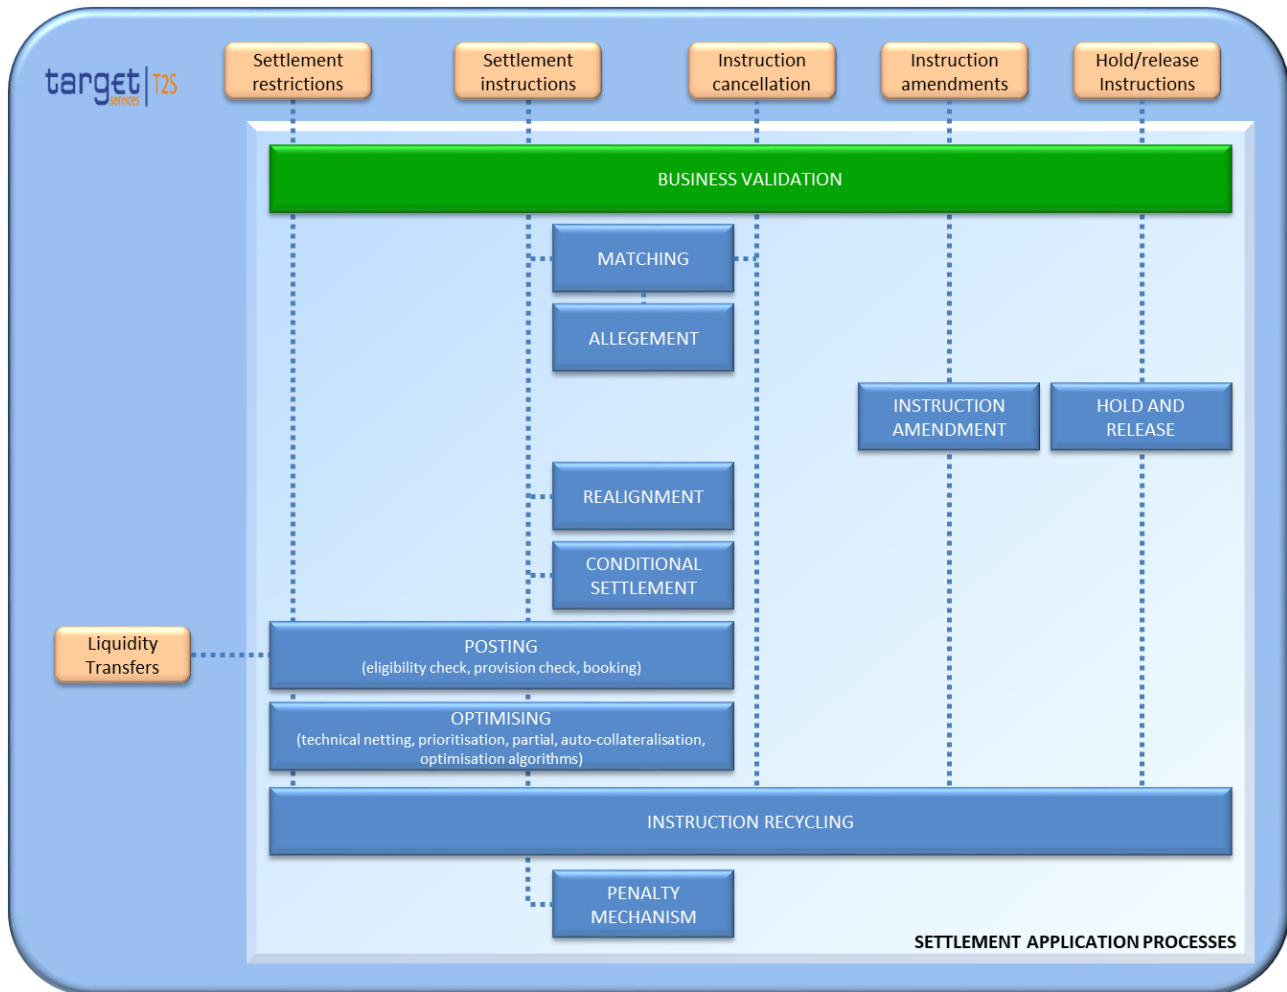 target T2S
services
Settlement
restrictions
Settlement
instructions
Instruction
cancellation
Instruction
amendments
Hold/release
Instructions
BUSINESS VALIDATION
MATCHING
ALLEGEMENT
INSTRUCTION
AMENDMENT
HOLD AND
RELEASE
REALIGNMENT
CONDITIONAL
SETTLEMENT
Liquidity
Transfers
POSTING
(eligibility check, provision check, booking)
OPTIMISING
(technical netting, prioritisation, partial, auto-collateralisation,
optimisation algorithms)
INSTRUCTION RECYCLING
PENALTY
MECHANISM
SETTLEMENT APPLICATION PROCESSES